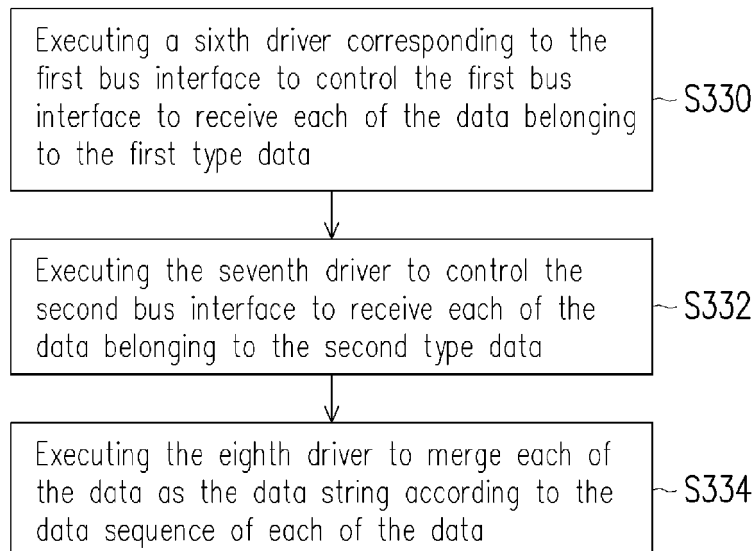 Executing a sixth driver corresponding to the
first bus interface to control the first bus
interface to receive each of the data belonging
to the first type data
S330
Executing the seventh driver to control the
second bus interface to receive each of the
data belonging to the second type data
S332
Executing the eighth driver to merge each of
the data as the data string according to the
data sequence of each of the data
S334